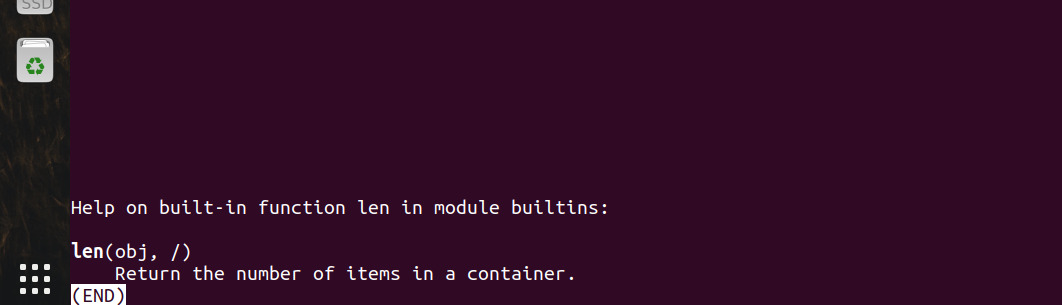 SSD
Help on built-in function len in module builtins:
len(obj, /)
Return the number of items in a container.
(END)